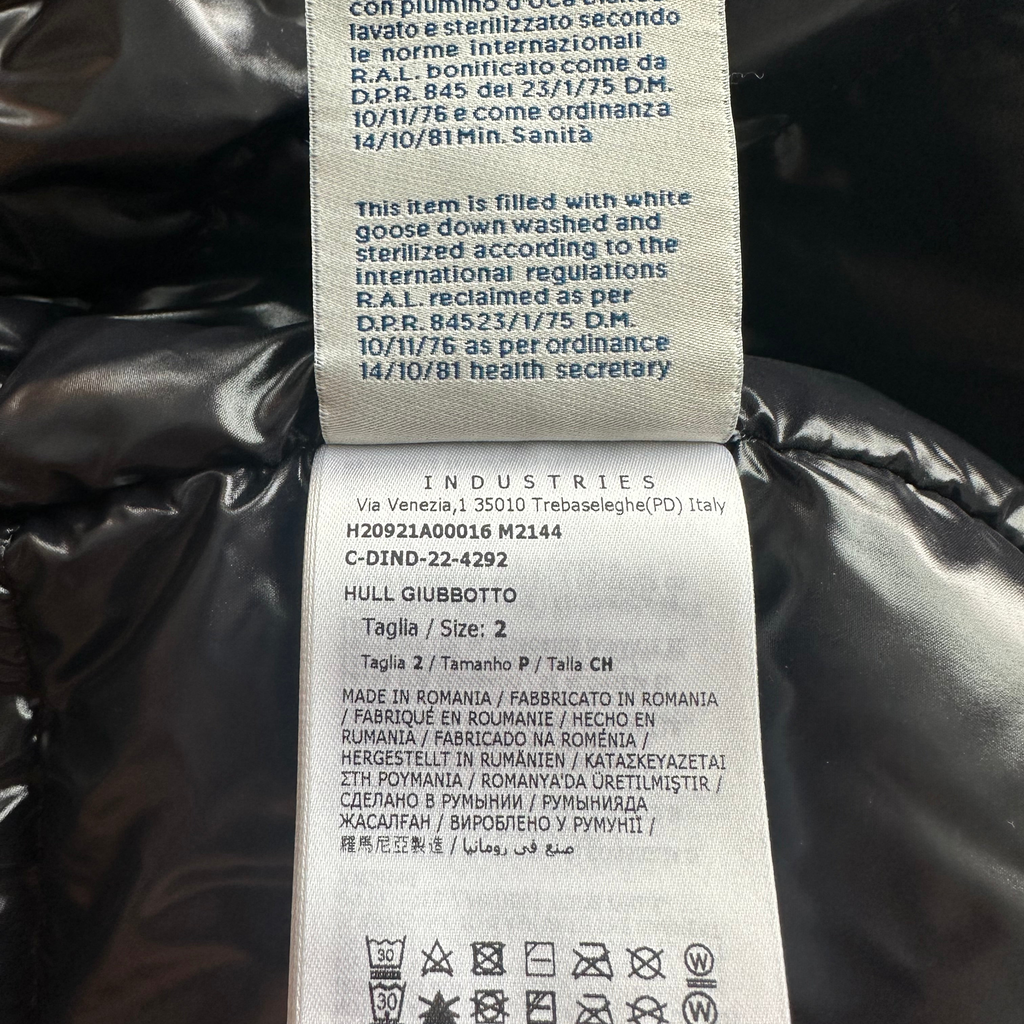 con piumino d'oca bianco
lavato e sterilizzato secondo
le norme internazionali
R.A.L. bonificato come da
D.P.R. 845 del 23/1/75 D.M.
10/11/76 e come ordinanza
14/10/81 Min. Sanità
This item is filled with white
goose down washed and
sterilized according to the
international regulations
R.A.L. reclaimed as per
D.P.R. 84523/1/75 D.M.
10/11/76 as per ordinance
14/10/81 health secretary
INDUSTRIES
Via Venezia,1 35010 Trebaseleghe(PD) Italy
H20921A00016 M2144
C-DIND-22-4292
HULL GIUBBOTTO
Taglia / Size: 2
Taglia 2 / Tamanho P / Talla CH
MADE IN ROMANIA / FABBRICATO IN ROMANIA
/ FABRIQUÉ EN ROUMANIE / HECHO EN
RUMANIA / FABRICADO NA ROMÉNIA /
HERGESTELLT IN RUMÄNIEN / ΚΑΤΑΣΚΕΥΑΖΕΤΑΙ
ΣΤΗ ΡΟΥΜΑΝΙΑ / ROMANYA'DA ÜRETILMIŞTIR /
СДЕЛАНО В РУМЫНИИ / РУМЫНИЯДА
ЖАСАЛҒАН / ВИРОБЛЕНО У РУМУНІЇ /
羅馬尼亞製造 / صنع في رومانيا
30 W
30 W